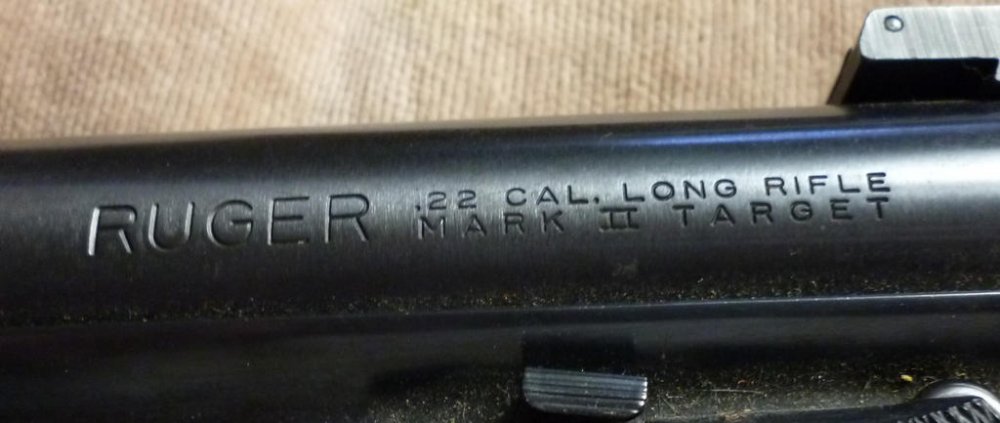 RUGER
.22 CAL. LONG RIFLE
MARK II TARGET